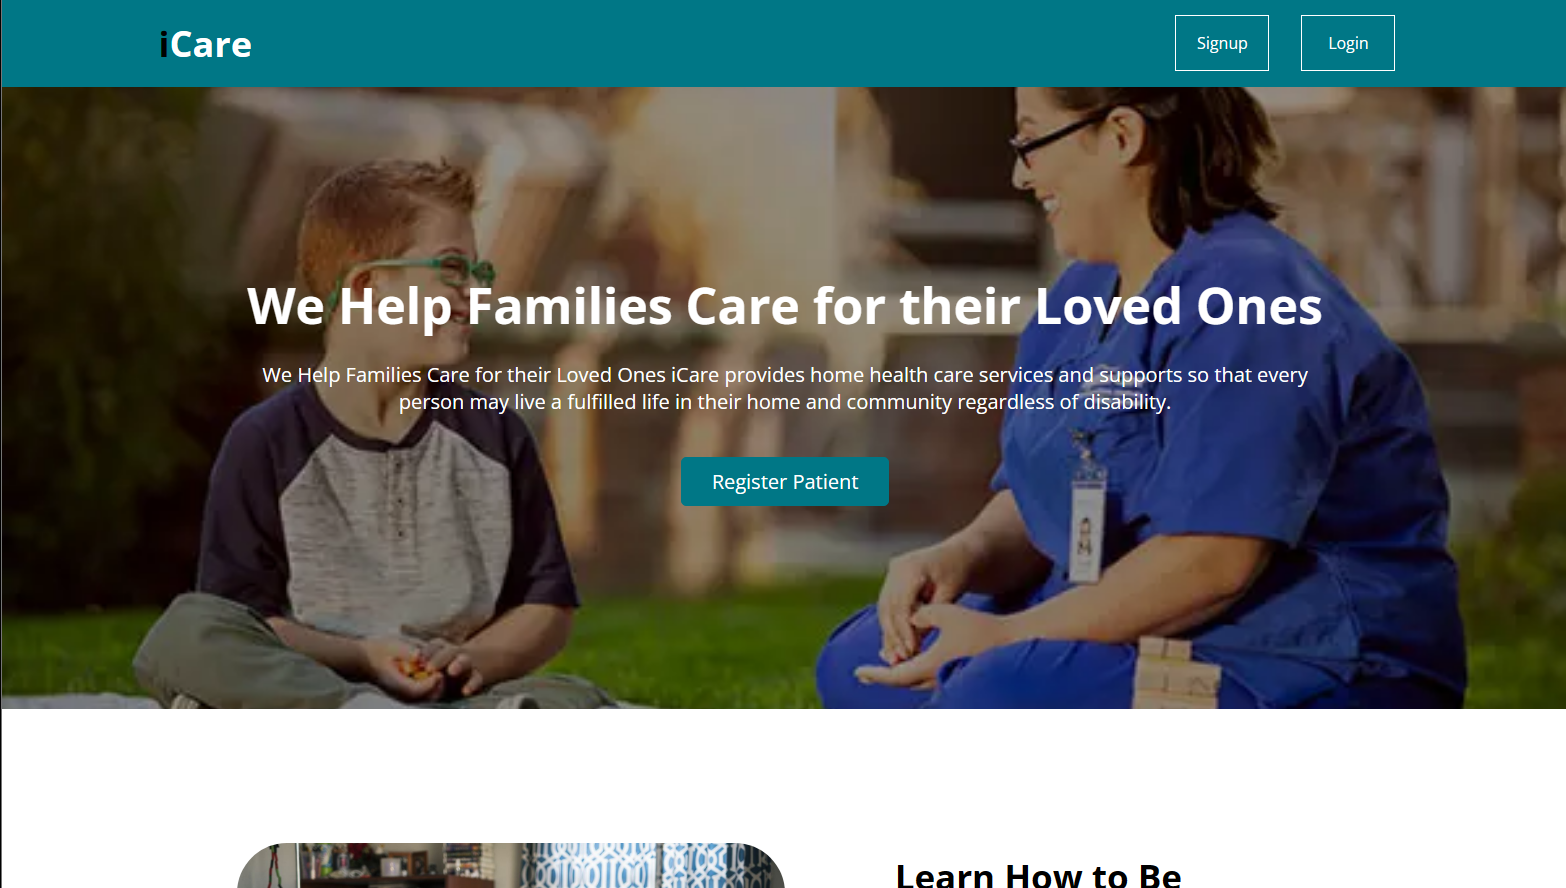 iCare
Signup
Login
We Help Families Care for their Loved Ones
We Help Families Care for their Loved Ones iCare provides home health care services and supports so that every
person may live a fulfilled life in their home and community regardless of disability.
Register Patient
Learn How to Be